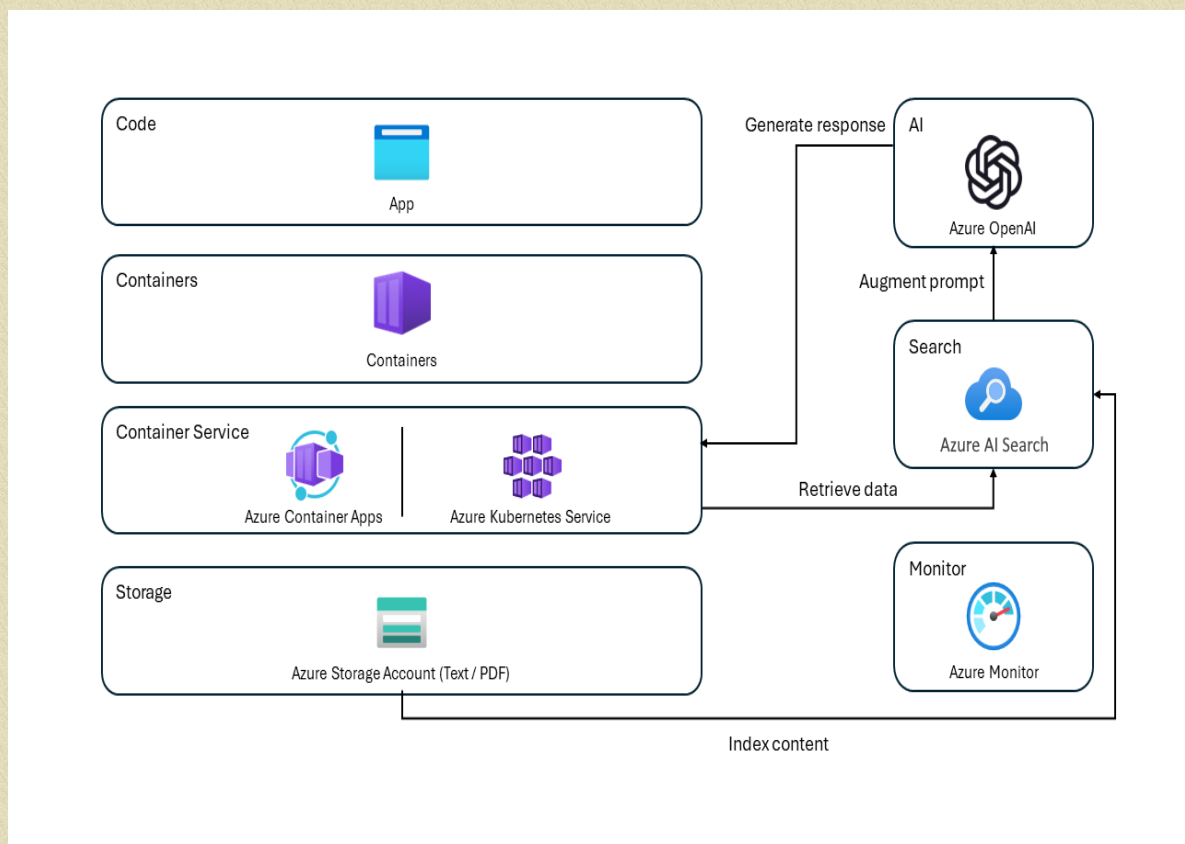 Code
App
Containers
Containers
Container Service
Azure Container Apps
Azure Kubernetes Service
Storage
Azure Storage Account (Text / PDF)
Generate response
AI
Azure OpenAI
Augment prompt
Search
Azure AI Search
Retrieve data
Monitor
Azure Monitor
Index content